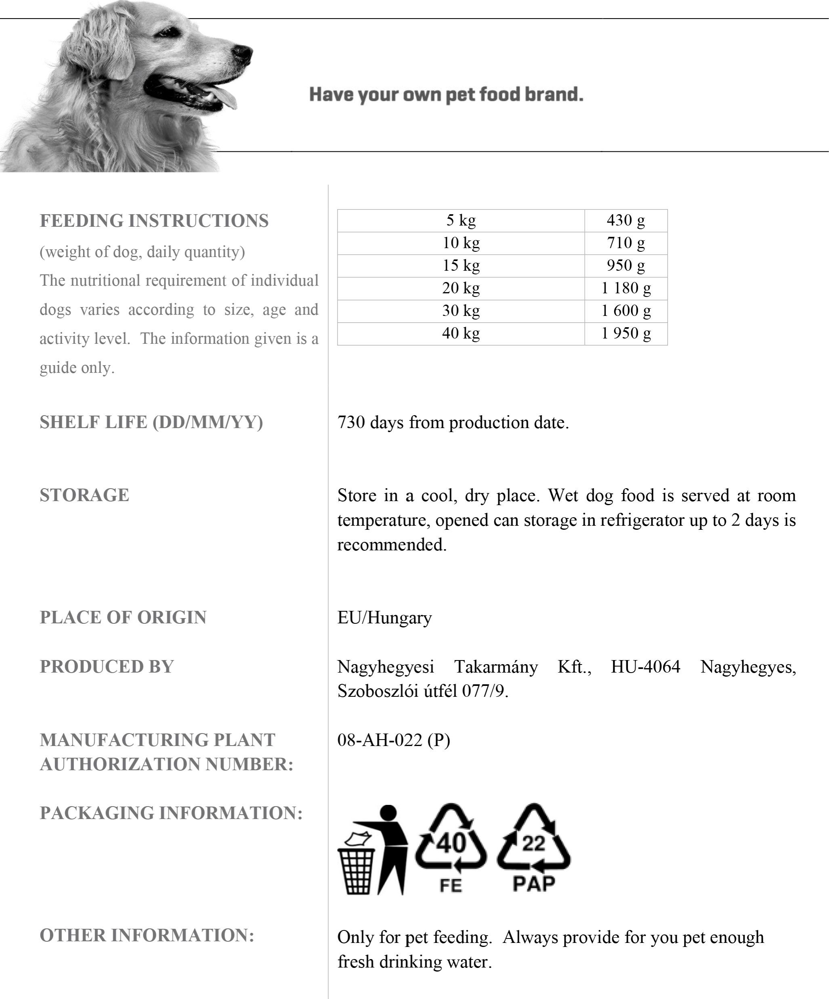 Have your own pet food brand.
FEEDING INSTRUCTIONS
(weight of dog, daily quantity)
The nutritional requirement of individual
dogs varies according to size, age and
activity level.  The information given is a
guide only.
5 kg 430 g
10 kg 710 g
15 kg 950 g
20 kg 1 180 g
30 kg 1 600 g
40 kg 1 950 g
SHELF LIFE (DD/MM/YY)
730 days from production date.
STORAGE
Store in a cool, dry place. Wet dog food is served at room
temperature, opened can storage in refrigerator up to 2 days is
recommended.
PLACE OF ORIGIN
EU/Hungary
PRODUCED BY
Nagyhegyesi Takarmány Kft., HU-4064 Nagyhegyes,
Szoboszlói útfél 077/9.
MANUFACTURING PLANT
AUTHORIZATION NUMBER:
08-AH-022 (P)
PACKAGING INFORMATION:
40
FE
22
PAP
OTHER INFORMATION:
Only for pet feeding.  Always provide for you pet enough
fresh drinking water.